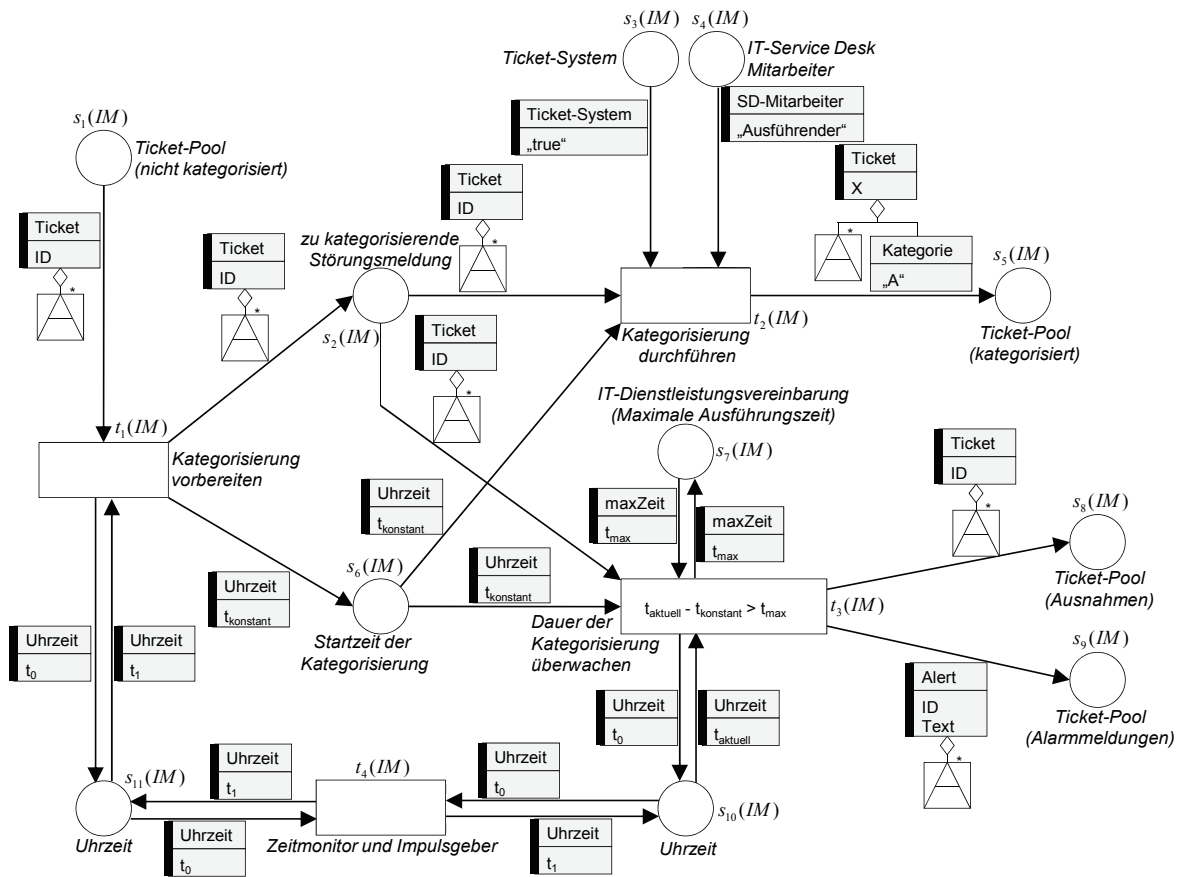 s₃(IM)
s₄(IM)
Ticket-System
IT-Service Desk
Mitarbeiter
Ticket-System
„true“
SD-Mitarbeiter
„Ausführender“
s₁(IM)
Ticket-Pool
(nicht kategorisiert)
Ticket
ID
*
Ticket
X
*
Kategorie
„A“
Ticket
ID
*
Ticket
ID
*
zu kategorisierende
Störungsmeldung
s₂(IM)
s₅(IM)
Ticket-Pool
(kategorisiert)
t₂(IM)
Kategorisierung
durchführen
Ticket
ID
*
IT-Dienstleistungsvereinbarung
(Maximale Ausführungszeit)
s₇(IM)
t₁(IM)
Kategorisierung
vorbereiten
Uhrzeit
tkonstant
maxZeit
tmax
maxZeit
tmax
Ticket
ID
*
s₈(IM)
Ticket-Pool
(Ausnahmen)
Uhrzeit
tkonstant
s₆(IM)
Startzeit der
Kategorisierung
Uhrzeit
tkonstant
taktuell - tkonstant > tmax
t₃(IM)
Dauer der
Kategorisierung
überwachen
Uhrzeit
t₀
Uhrzeit
t₁
Uhrzeit
t₀
Uhrzeit
taktuell
s₉(IM)
Ticket-Pool
(Alarmmeldungen)
Alert
ID
Text
*
s₁₁(IM)
Uhrzeit
Uhrzeit
t₁
Uhrzeit
t₀
t₄(IM)
Zeitmonitor und Impulsgeber
Uhrzeit
t₀
Uhrzeit
t₁
s₁₀(IM)
Uhrzeit